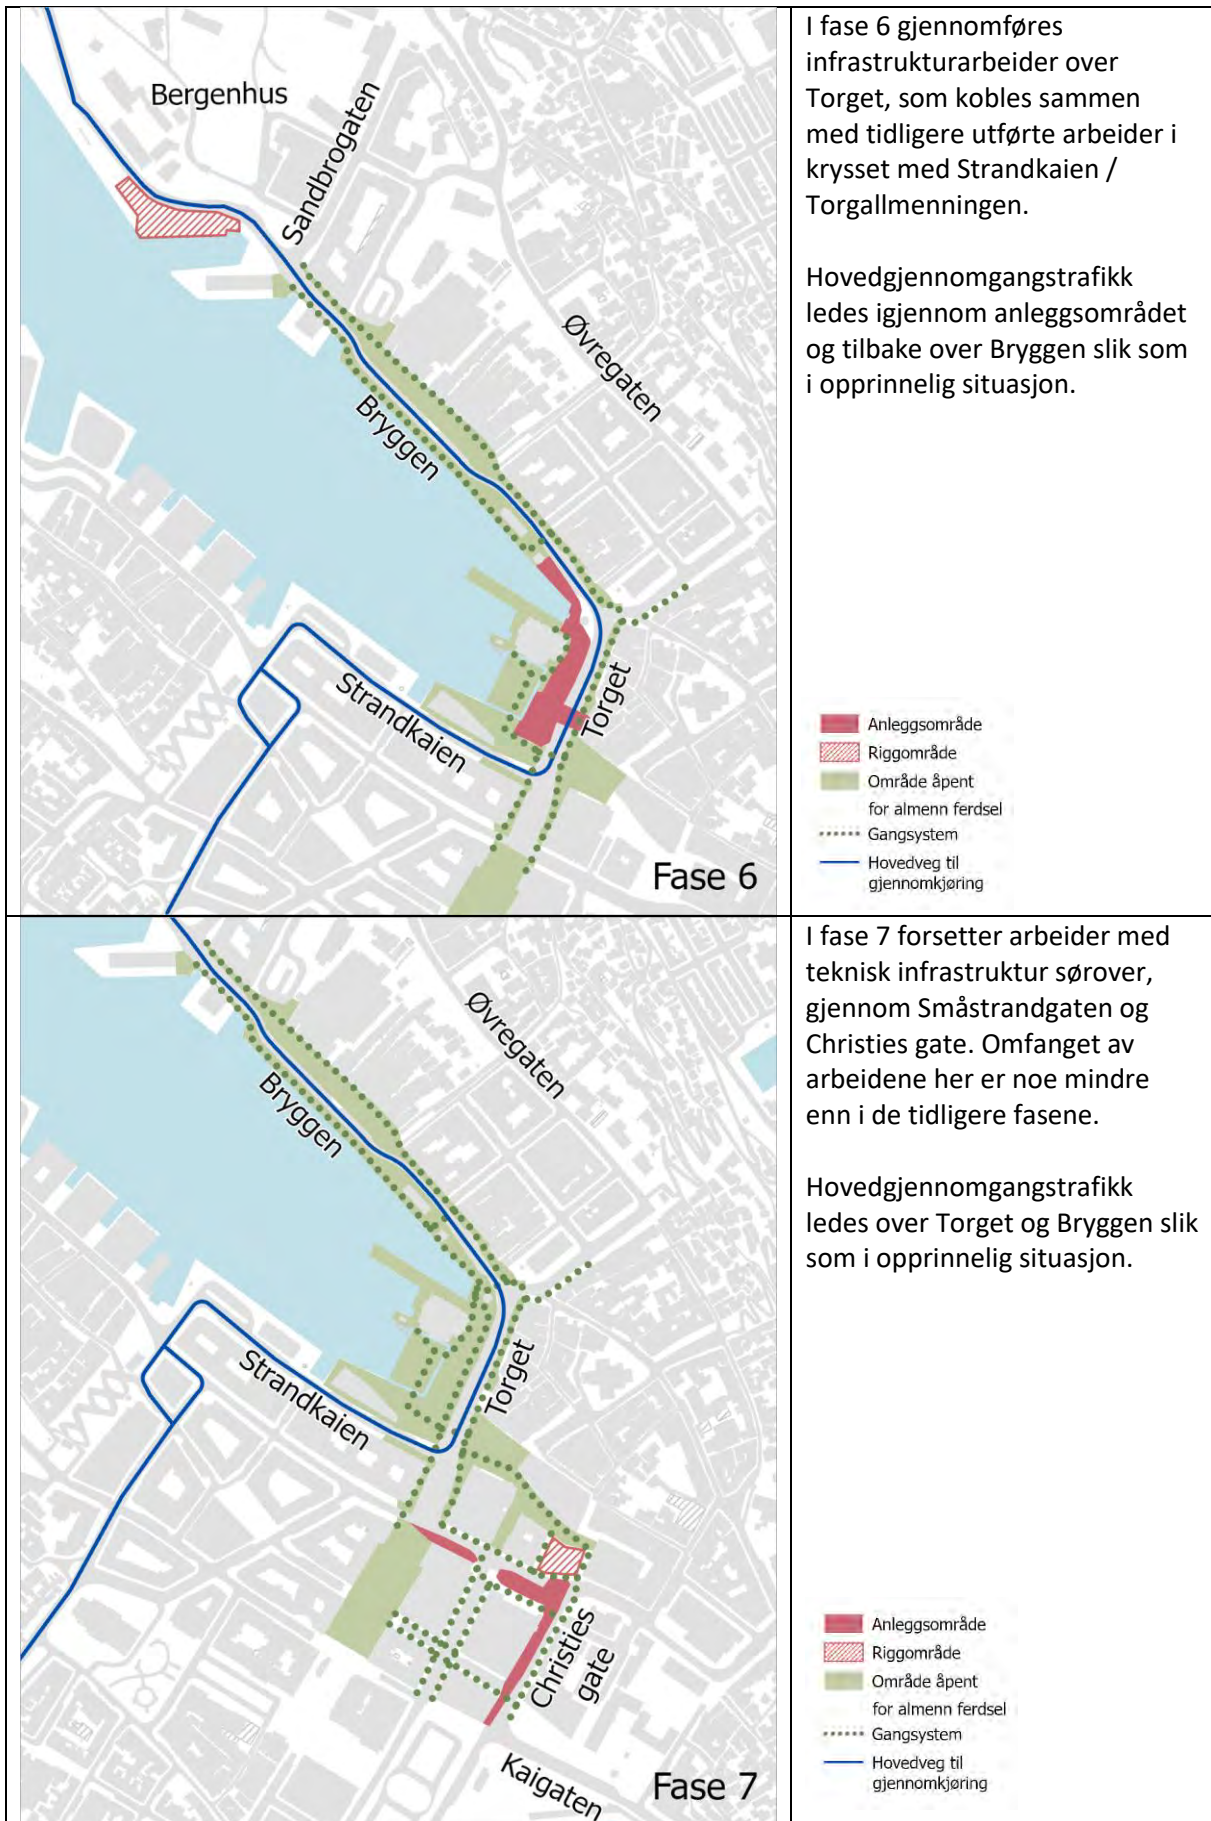 Bergenhus
Sandbrogaten
Øvregaten
Bryggen
Torget
Strandkaien
Fase 6
I fase 6 gjennomføres
infrastrukturarbeider over
Torget, som kobles sammen
med tidligere utførte arbeider i
krysset med Strandkaien /
Torgallmenningen.
Hovedgjennomgangstrafikk
ledes igjennom anleggsområdet
og tilbake over Bryggen slik som
i opprinnelig situasjon.
Anleggsområde
Riggområde
Område åpent
for almenn ferdsel
Gangsystem
Hovedveg til
gjennomkjøring
Øvregaten
Bryggen
Torget
Strandkaien
Christies
gate
Kaigaten
Fase 7
I fase 7 forsetter arbeider med
teknisk infrastruktur sørover,
gjennom Småstrandgaten og
Christies gate. Omfanget av
arbeidene her er noe mindre
enn i de tidligere fasene.
Hovedgjennomgangstrafikk
ledes over Torget og Bryggen slik
som i opprinnelig situasjon.
Anleggsområde
Riggområde
Område åpent
for almenn ferdsel
Gangsystem
Hovedveg til
gjennomkjøring